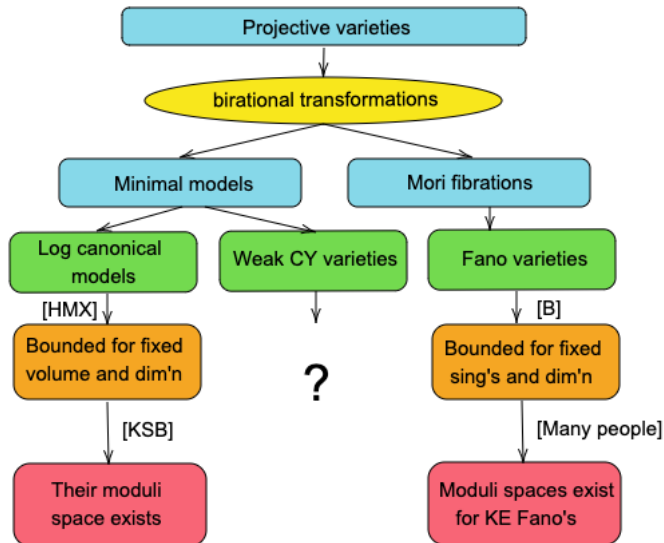 Projective varieties
birational transformations
Minimal models
Mori fibrations
Log canonical
models
Weak CY varieties
Fano varieties
[HMX]
[B]
Bounded for fixed
volume and dim'n
?
Bounded for fixed
sing's and dim'n
[KSB]
[Many people]
Their moduli
space exists
Moduli spaces exist
for KE Fano's